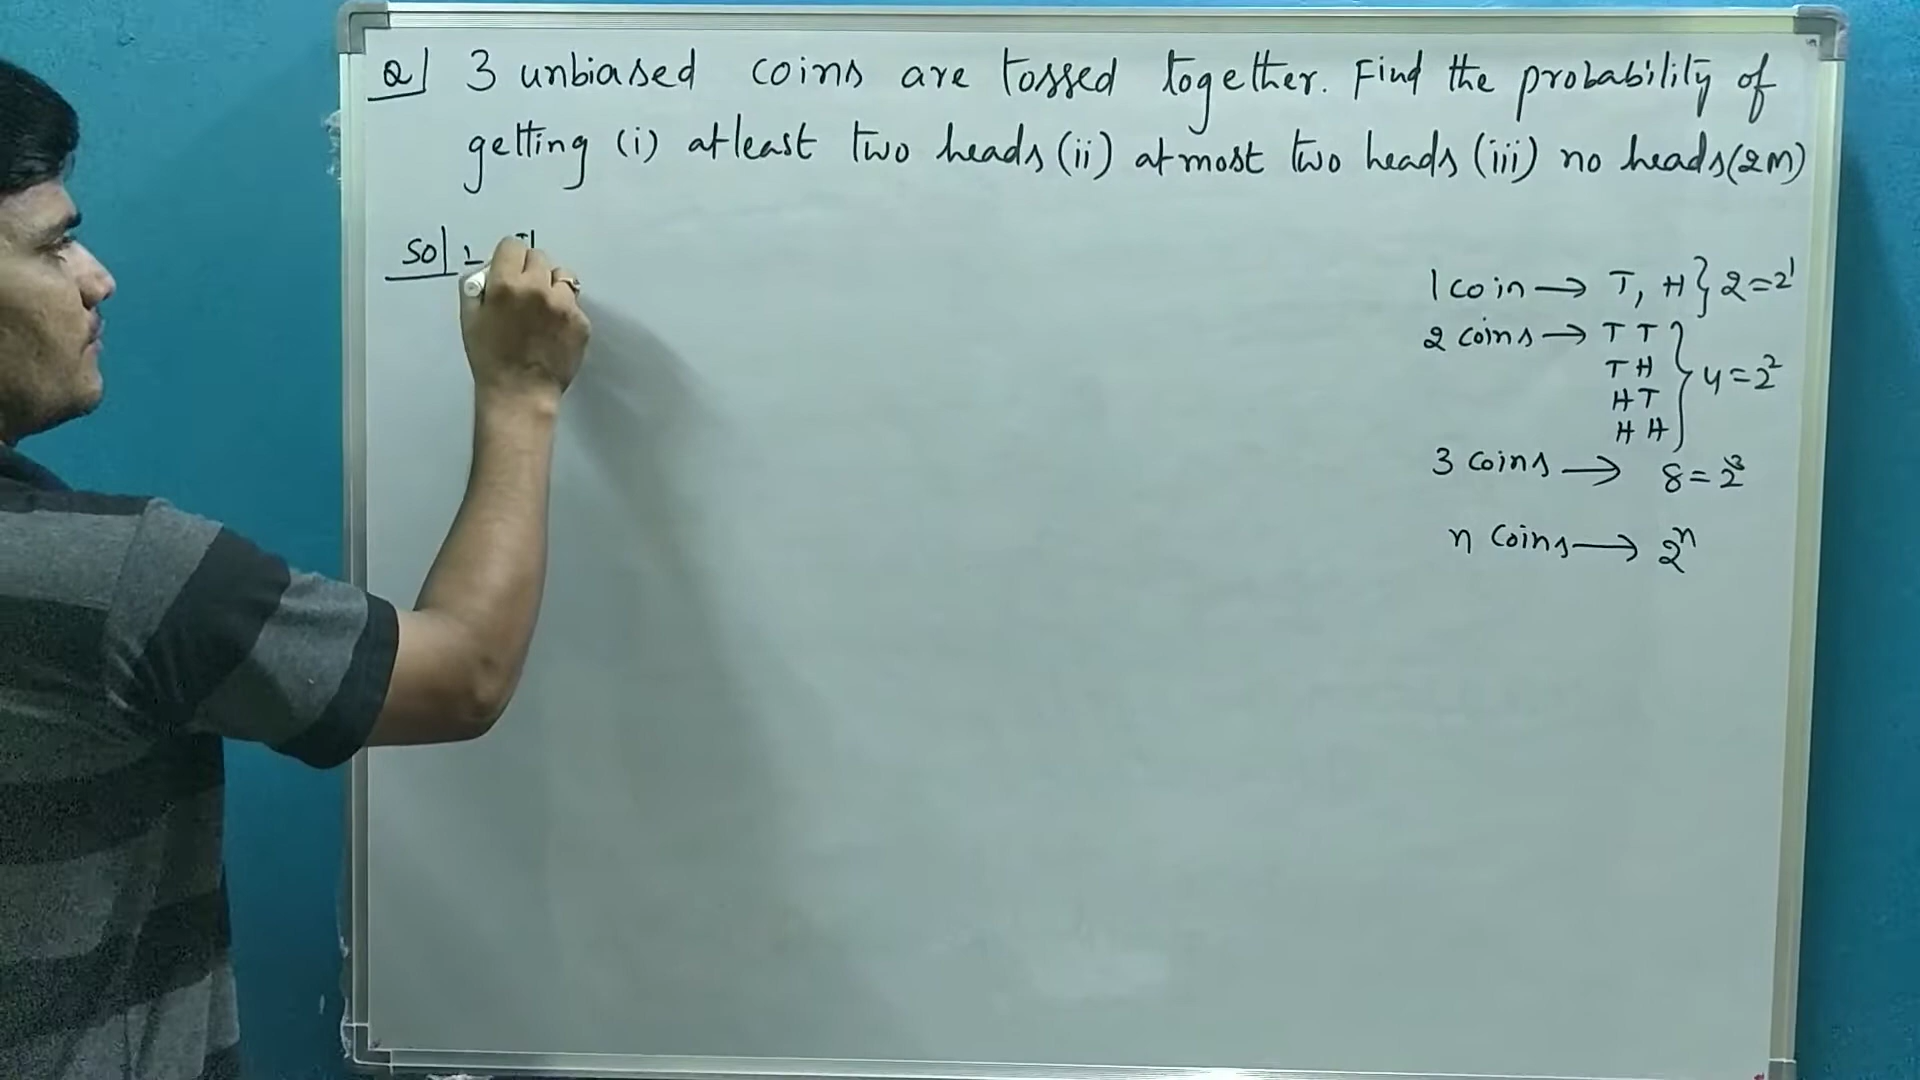 Q] 3 unbiased coins are tossed together. Find the probability of
getting (i) atleast two heads (ii) atmost two heads (iii) no heads (2M)
Sol:-
1 coin → T, H } 2 = 2¹
2 coins → T T
T H
H T
H H } 4 = 2²
3 coins → 8 = 2³
n coins → 2ⁿ